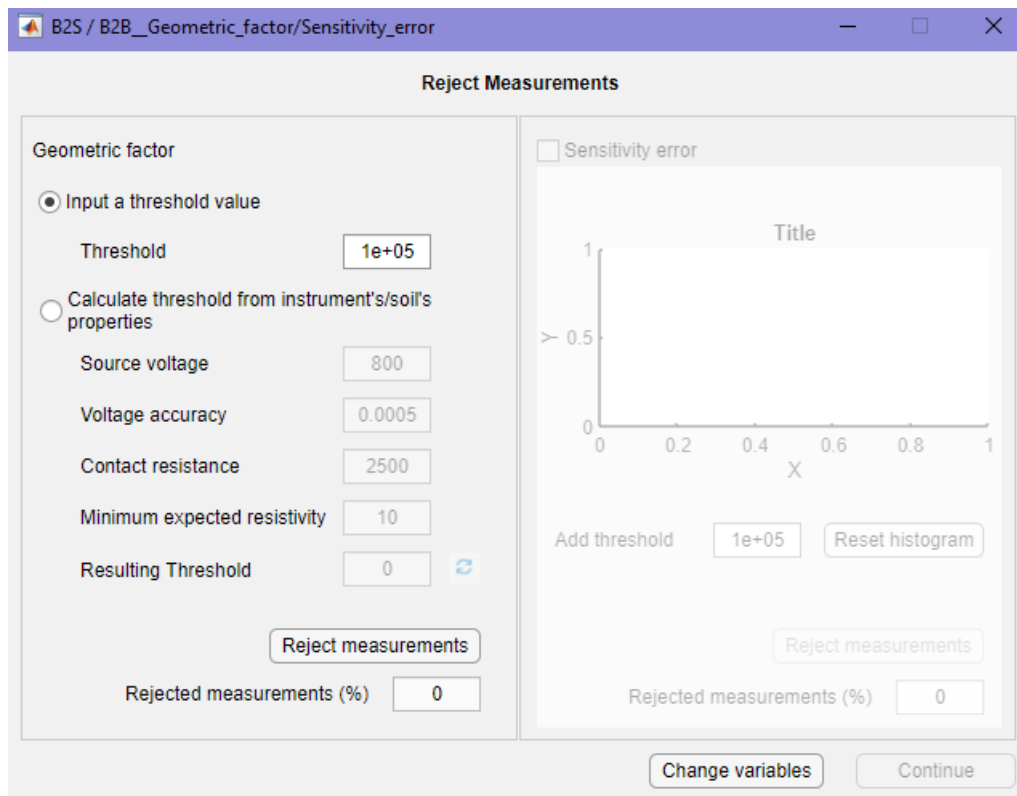 B2S / B2B__Geometric_factor/Sensitivity_error
Reject Measurements
Geometric factor
Input a threshold value
Threshold 1e+05
Calculate threshold from instrument's/soil's
properties
Source voltage 800
Voltage accuracy 0.0005
Contact resistance 2500
Minimum expected resistivity 10
Resulting Threshold 0
Reject measurements
Rejected measurements (%) 0
Sensitivity error
Title
1
0.5
0
Y
0 0.2 0.4 0.6 0.8 1
X
Add threshold 1e+05 Reset histogram
Reject measurements
Rejected measurements (%) 0
Change variables Continue